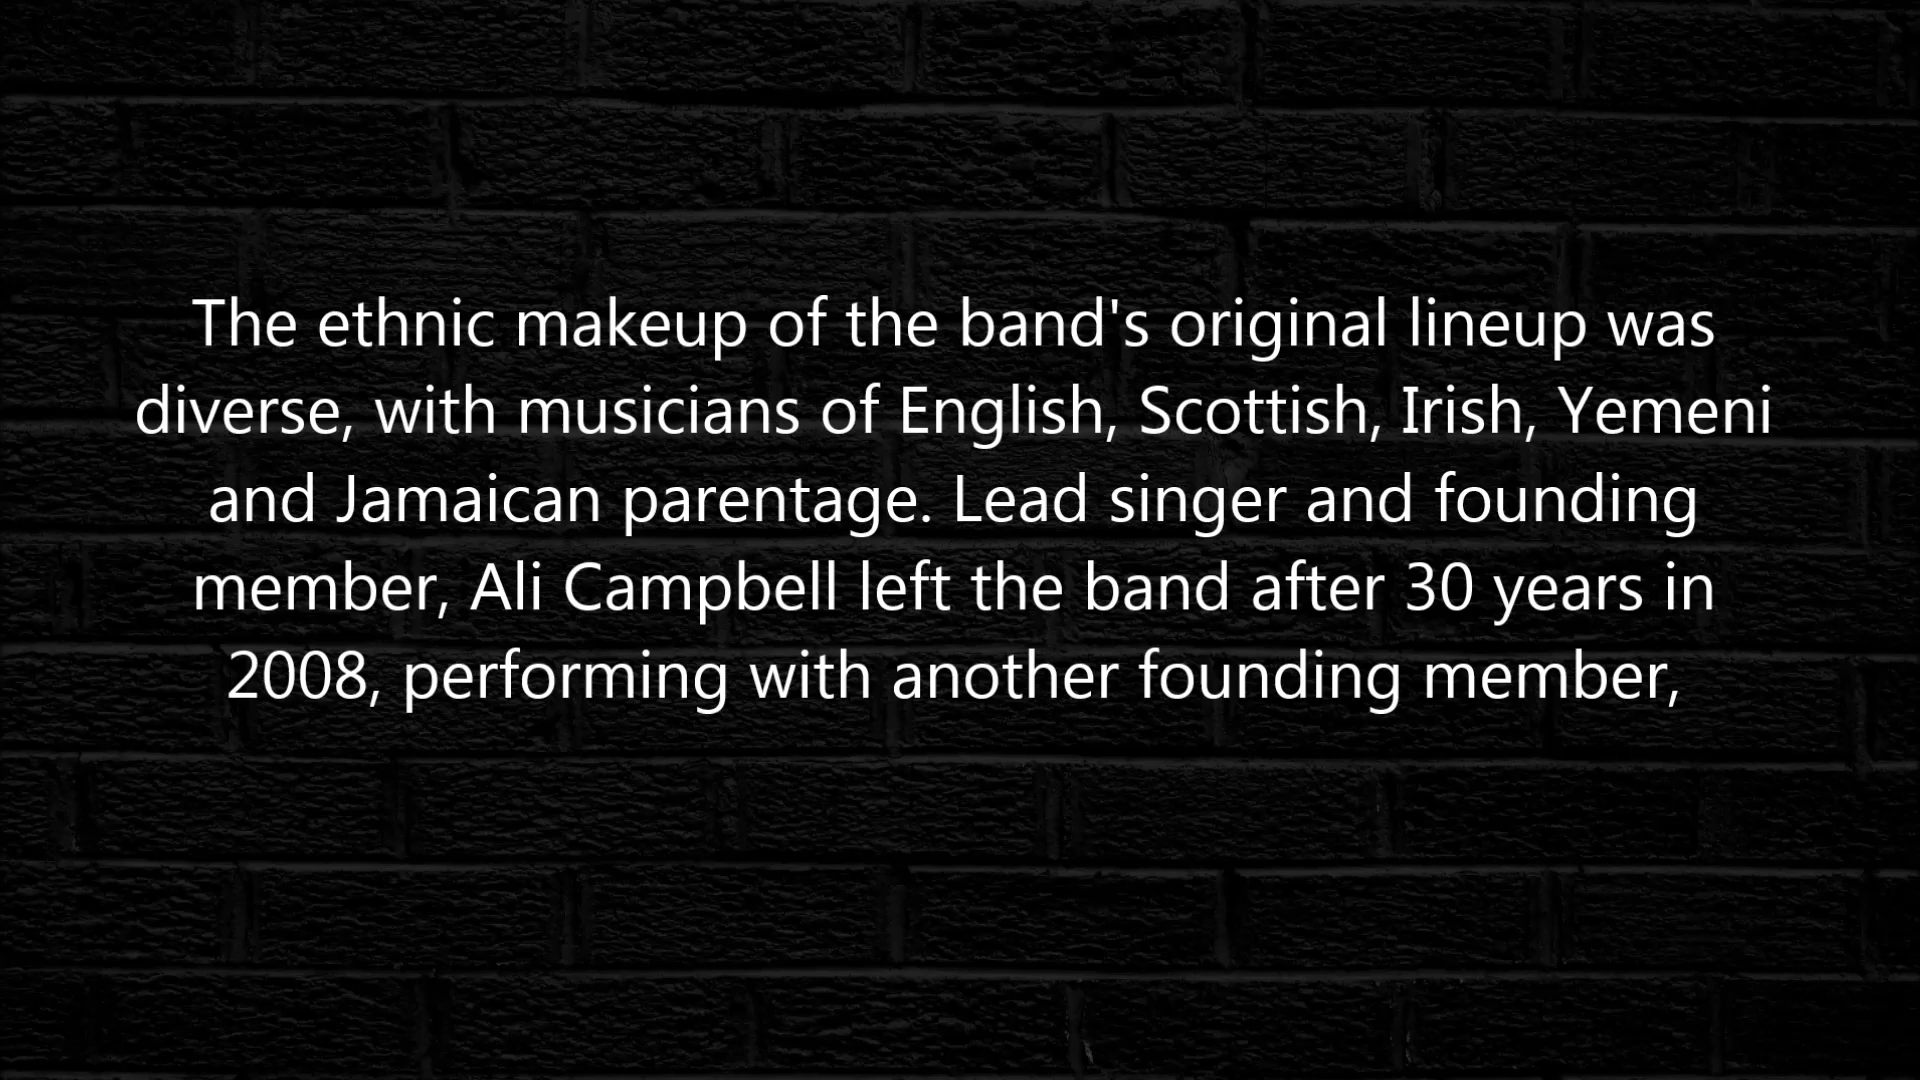 The ethnic makeup of the band's original lineup was
diverse, with musicians of English, Scottish, Irish, Yemeni
and Jamaican parentage. Lead singer and founding
member, Ali Campbell left the band after 30 years in
2008, performing with another founding member,